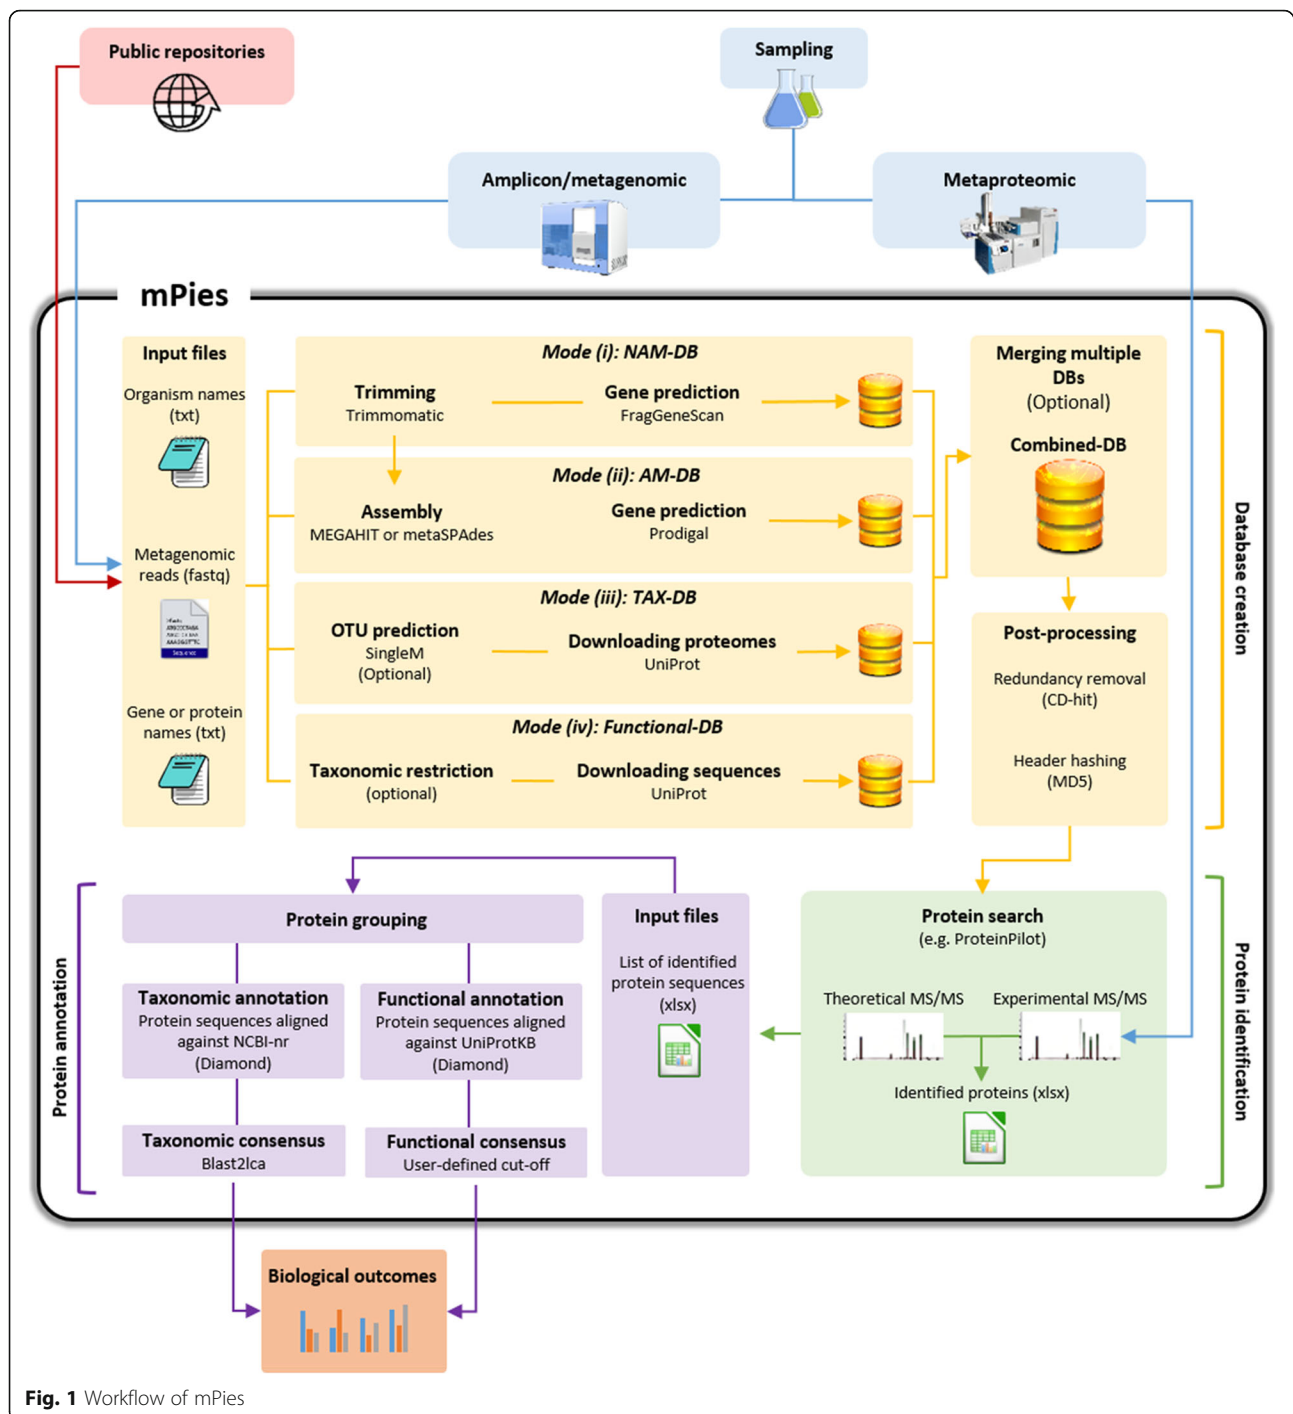 Public repositories
Sampling
Amplicon/metagenomic
Metaproteomic
mPies
Input files
Organism names
(txt)
Metagenomic
reads (fastq)
Sequence
Gene or protein
names (txt)
Mode (i): NAM-DB
Trimming
Trimmomatic
Gene prediction
FragGeneScan
Mode (ii): AM-DB
Assembly
MEGAHIT or metaSPAdes
Gene prediction
Prodigal
Mode (iii): TAX-DB
OTU prediction
SingleM
(Optional)
Downloading proteomes
UniProt
Mode (iv): Functional-DB
Taxonomic restriction
(optional)
Downloading sequences
UniProt
Merging multiple
DBs
(Optional)
Combined-DB
Post-processing
Redundancy removal
(CD-hit)
Header hashing
(MD5)
Database creation
Protein search
(e.g. ProteinPilot)
Theoretical MS/MS
Experimental MS/MS
Identified proteins (xlsx)
Protein identification
Input files
List of identified
protein sequences
(xlsx)
Protein grouping
Taxonomic annotation
Protein sequences aligned
against NCBI-nr
(Diamond)
Functional annotation
Protein sequences aligned
against UniProtKB
(Diamond)
Taxonomic consensus
Blast2lca
Functional consensus
User-defined cut-off
Protein annotation
Biological outcomes
Fig. 1 Workflow of mPies